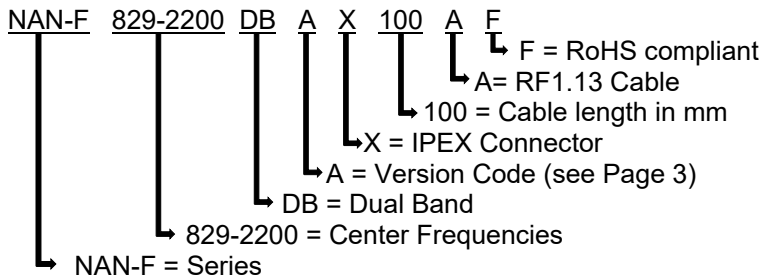 NAN-F 829-2200 DB A X 100 A F
F = RoHS compliant
A= RF1.13 Cable
100 = Cable length in mm
X = IPEX Connector
A = Version Code (see Page 3)
DB = Dual Band
829-2200 = Center Frequencies
NAN-F = Series